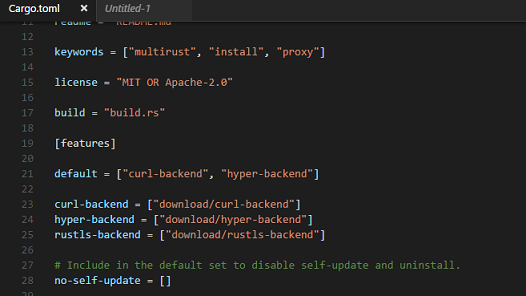 Cargo.toml × Untitled-1
11 readme = "README.md"
12
13 keywords = ["multirust", "install", "proxy"]
14
15 license = "MIT OR Apache-2.0"
16
17 build = "build.rs"
18
19 [features]
20
21 default = ["curl-backend", "hyper-backend"]
22
23 curl-backend = ["download/curl-backend"]
24 hyper-backend = ["download/hyper-backend"]
25 rustls-backend = ["download/rustls-backend"]
26
27 # Include in the default set to disable self-update and uninstall.
28 no-self-update = []
29